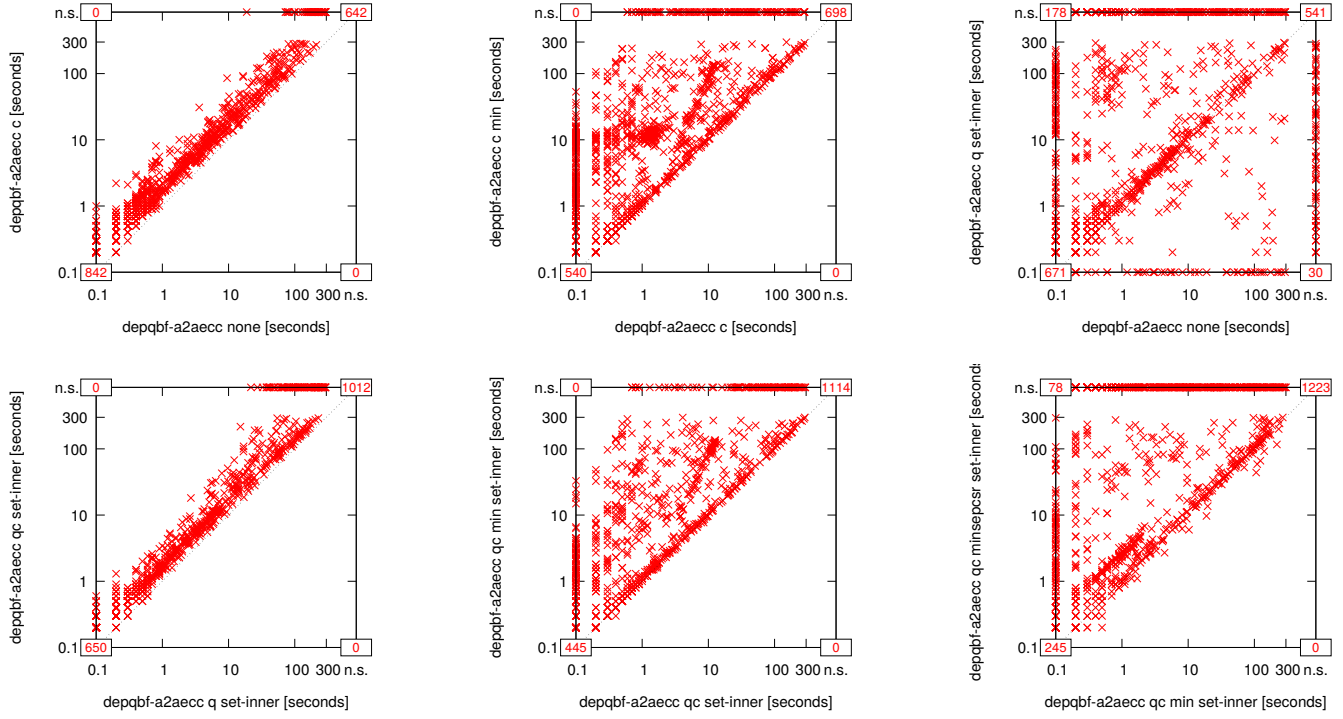 n.s. 0 642
300
100
10
1
0.1 842 0
0.1 1 10 100 300 n.s.
depqbf-a2aecc c [seconds]
depqbf-a2aecc none [seconds]
n.s. 0 698
300
100
10
1
0.1 540 0
0.1 1 10 100 300 n.s.
depqbf-a2aecc c min [seconds]
depqbf-a2aecc c [seconds]
n.s. 178 541
300
100
10
1
0.1 671 30
0.1 1 10 100 300 n.s.
depqbf-a2aecc q set-inner [seconds]
depqbf-a2aecc none [seconds]
n.s. 0 1012
300
100
10
1
0.1 650 0
0.1 1 10 100 300 n.s.
depqbf-a2aecc qc set-inner [seconds]
depqbf-a2aecc q set-inner [seconds]
n.s. 0 1114
300
100
10
1
0.1 445 0
0.1 1 10 100 300 n.s.
depqbf-a2aecc qc min set-inner [seconds]
depqbf-a2aecc qc set-inner [seconds]
n.s. 78 1223
300
100
10
1
0.1 245 0
0.1 1 10 100 300 n.s.
depqbf-a2aecc qc minsepcsr set-inner [second
depqbf-a2aecc qc min set-inner [seconds]